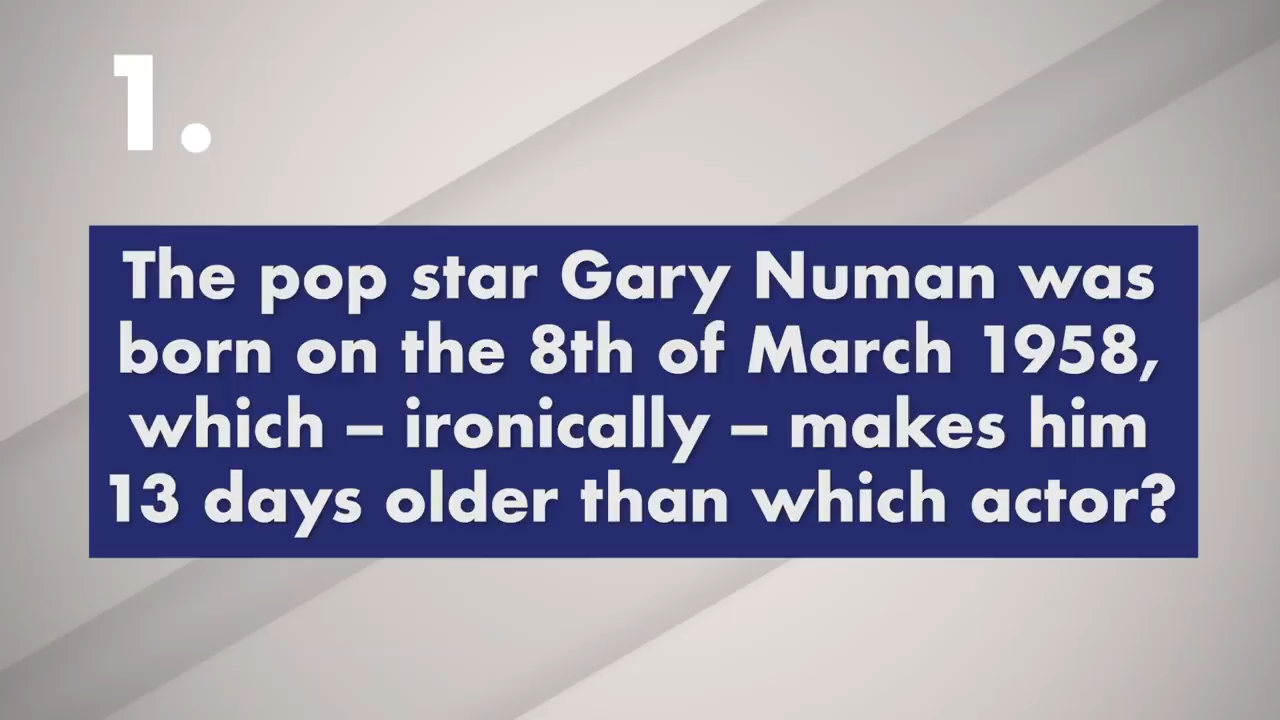 1.
The pop star Gary Numan was
born on the 8th of March 1958,
which – ironically – makes him
13 days older than which actor?